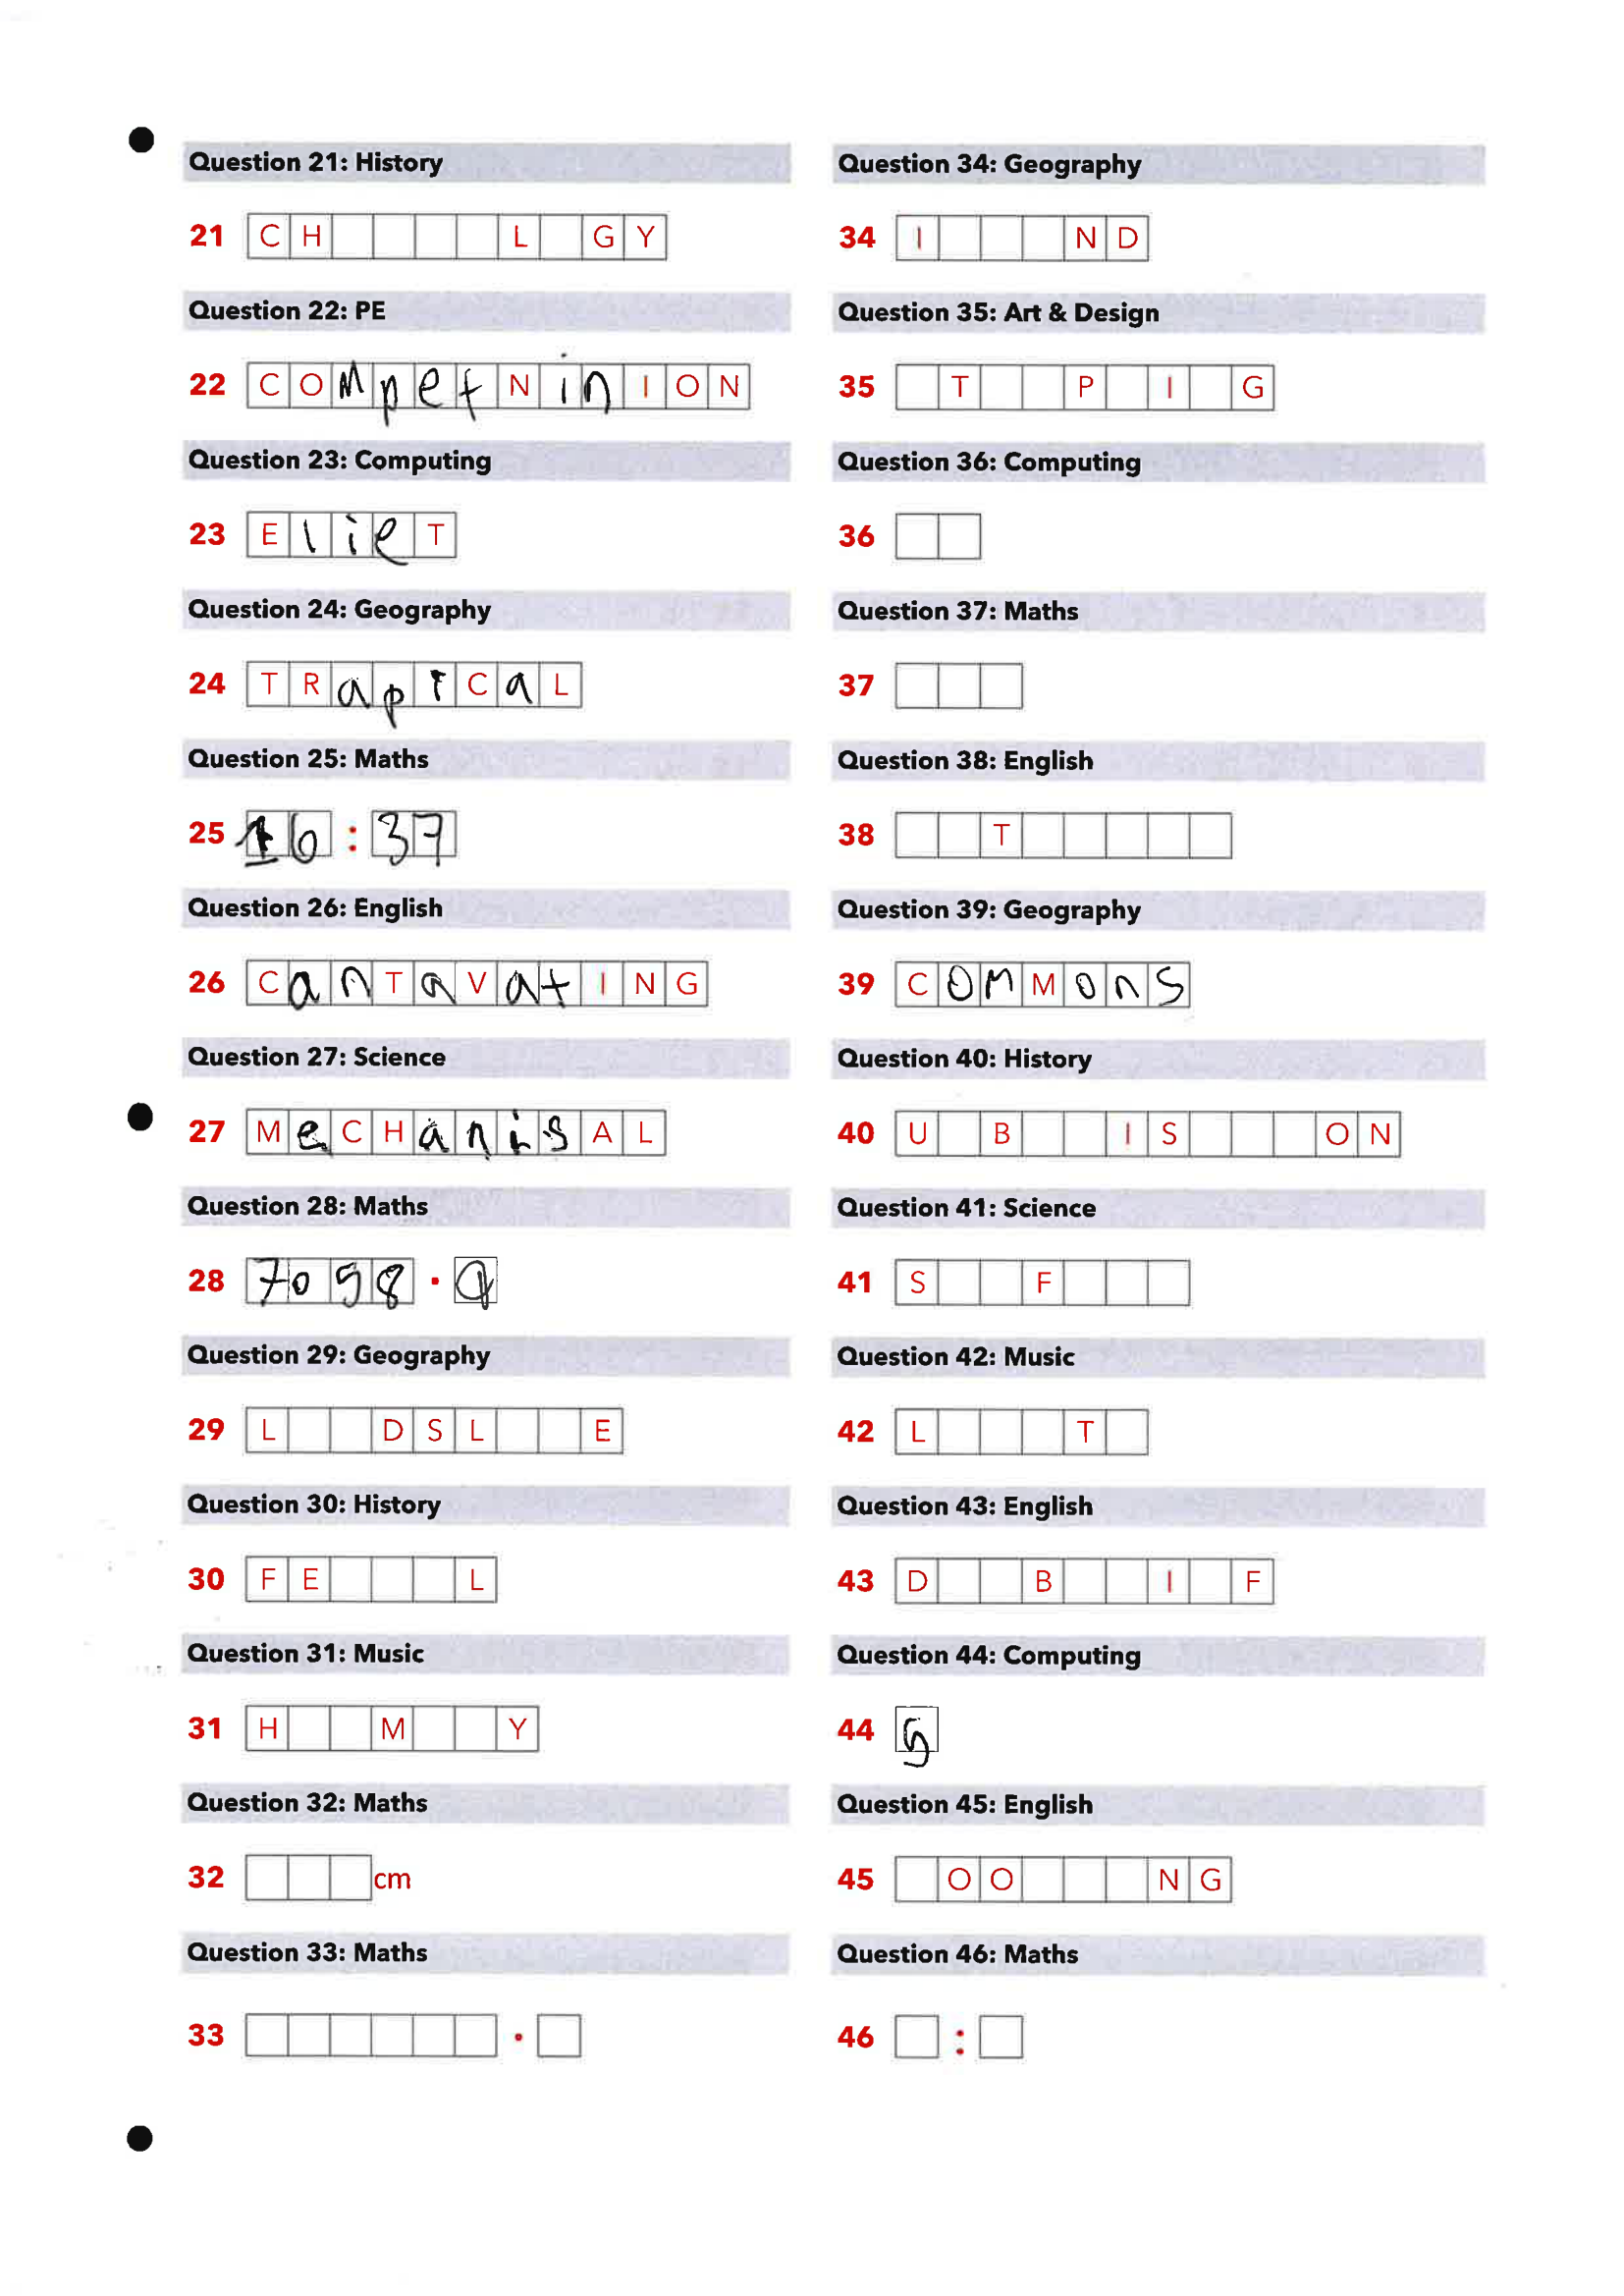 Question 21: History
21 C H L G Y
Question 22: PE
22 C O m p e t N i n I O N
Question 23: Computing
23 E l i e T
Question 24: Geography
24 T R a p i C a L
Question 25: Maths
25 16 : 37
Question 26: English
26 C a n T a V a t I N G
Question 27: Science
27 M e C H a n i s A L
Question 28: Maths
28 7 0 5 8 .
Question 29: Geography
29 L D S L E
Question 30: History
30 F E L
Question 31: Music
31 H M Y
Question 32: Maths
32 cm
Question 33: Maths
33 .
Question 34: Geography
34 I N D
Question 35: Art & Design
35 T P I G
Question 36: Computing
36
Question 37: Maths
37
Question 38: English
38 T
Question 39: Geography
39 C O M M O n S
Question 40: History
40 U B I S O N
Question 41: Science
41 S F
Question 42: Music
42 L T
Question 43: English
43 D B I F
Question 44: Computing
44 5
Question 45: English
45 O O N G
Question 46: Maths
46 :